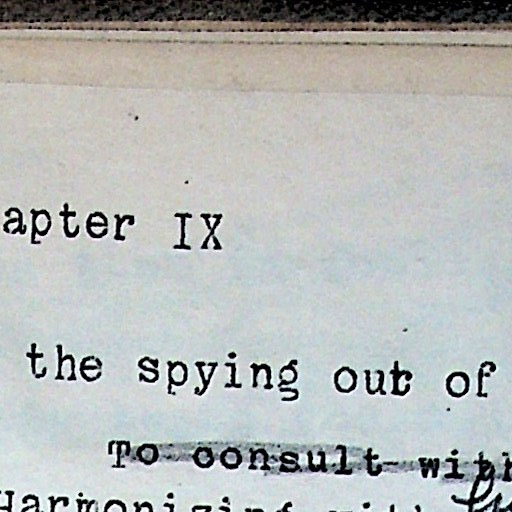 apter IX
the spying out of
To consult with
Harmonizing with